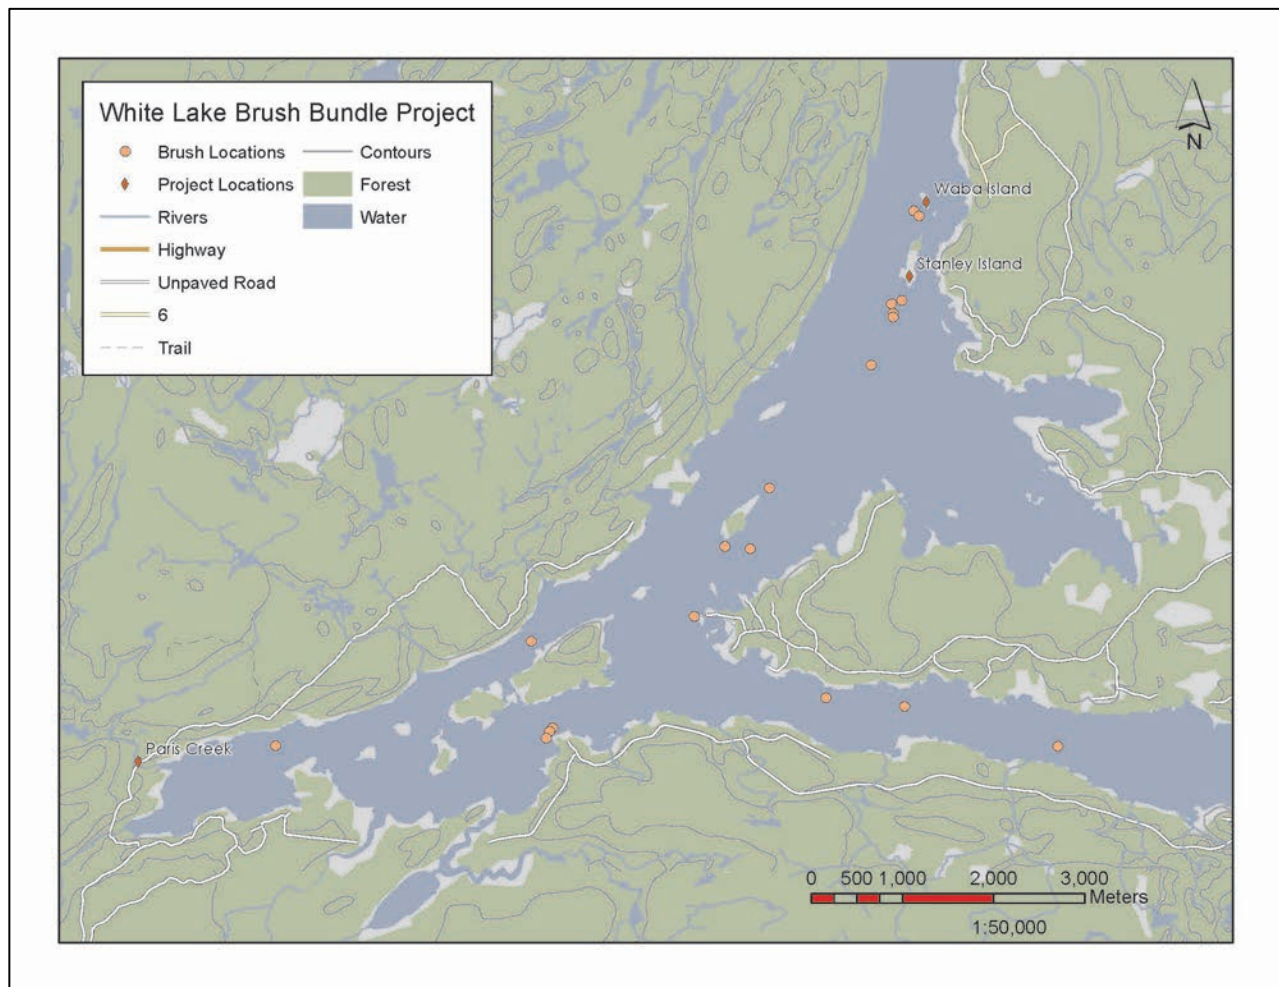 White Lake Brush Bundle Project
Brush Locations
Contours
Project Locations
Forest
Rivers
Water
Highway
Unpaved Road
6
Trail
N
Waba Island
Stanley Island
Paris Creek
0 500 1,000 2,000 3,000
Meters
1:50,000